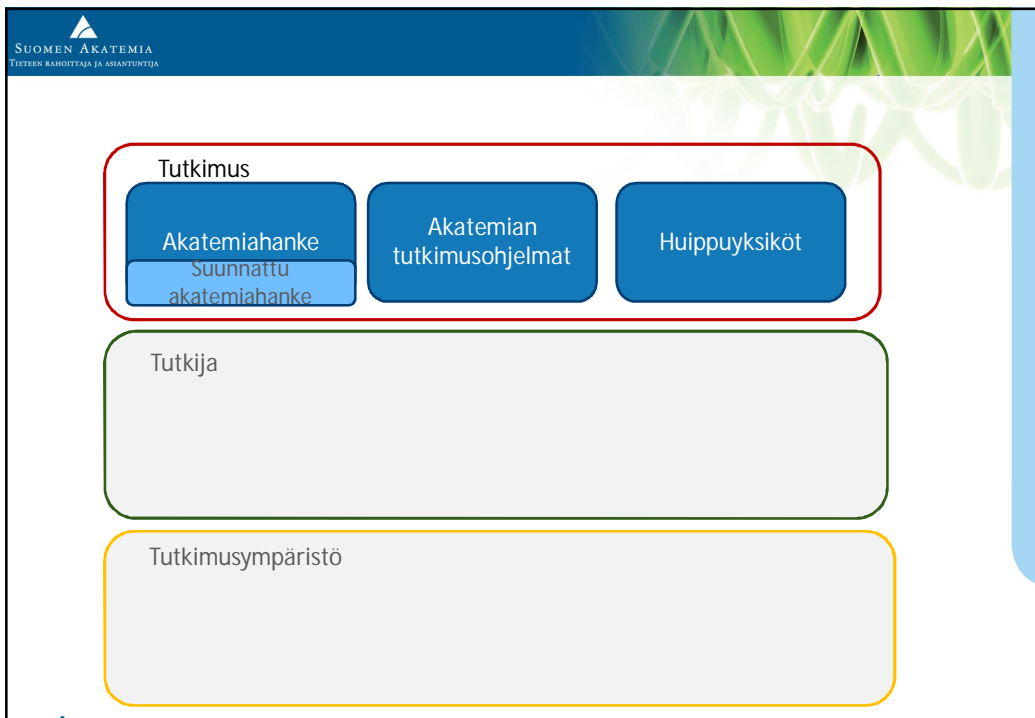 SUOMEN AKATEMIA
TIETEEN RAHOITTAJA JA ASIANTUNTIJA
Tutkimus
Akatemiahanke
Suunnattu
akatemiahanke
Akatemian
tutkimusohjelmat
Huippuyksiköt
Tutkija
Tutkimusympäristö